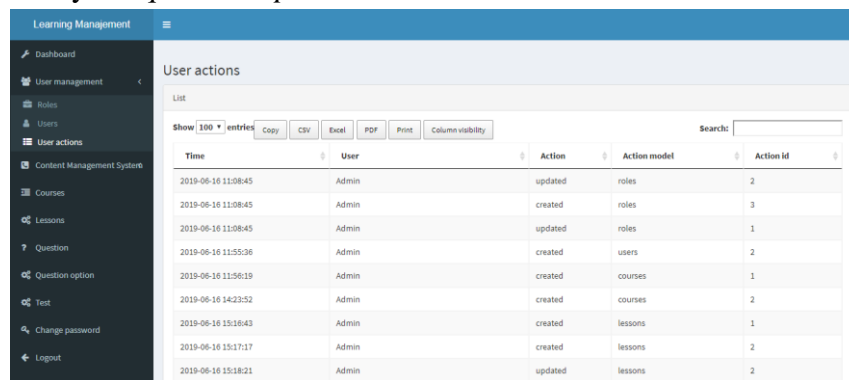 Learning Manajement
Dashboard
User management
Roles
Users
User actions
Content Management System
Courses
Lessons
Question
Question option
Test
Change password
Logout
User actions
List
Show 100 entries Copy CSV Excel PDF Print Column visibility Search:
Time User Action Action model Action id
2019-06-16 11:08:45 Admin updated roles 2
2019-06-16 11:08:45 Admin created roles 3
2019-06-16 11:08:45 Admin updated roles 1
2019-06-16 11:55:36 Admin created users 2
2019-06-16 11:56:19 Admin created courses 1
2019-06-16 14:23:52 Admin created courses 2
2019-06-16 15:16:43 Admin created lessons 1
2019-06-16 15:17:17 Admin created lessons 2
2019-06-16 15:18:21 Admin updated lessons 2